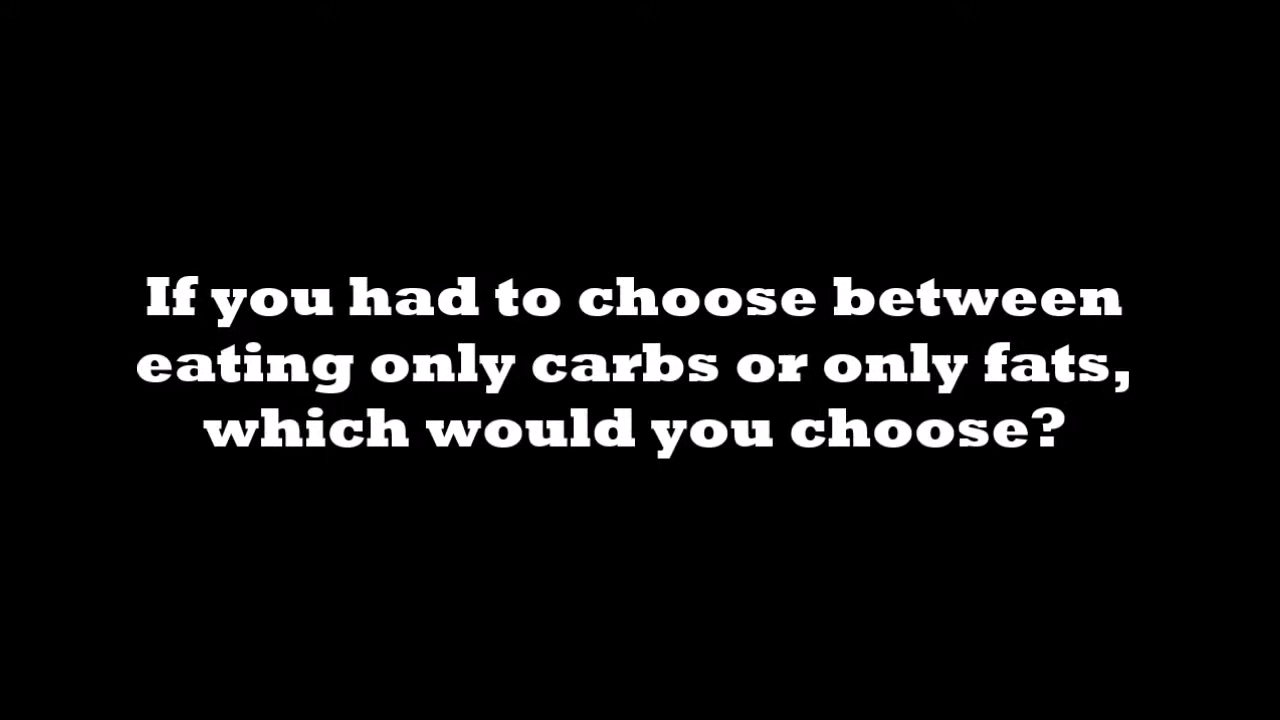 If you had to choose between
eating only carbs or only fats,
which would you choose?